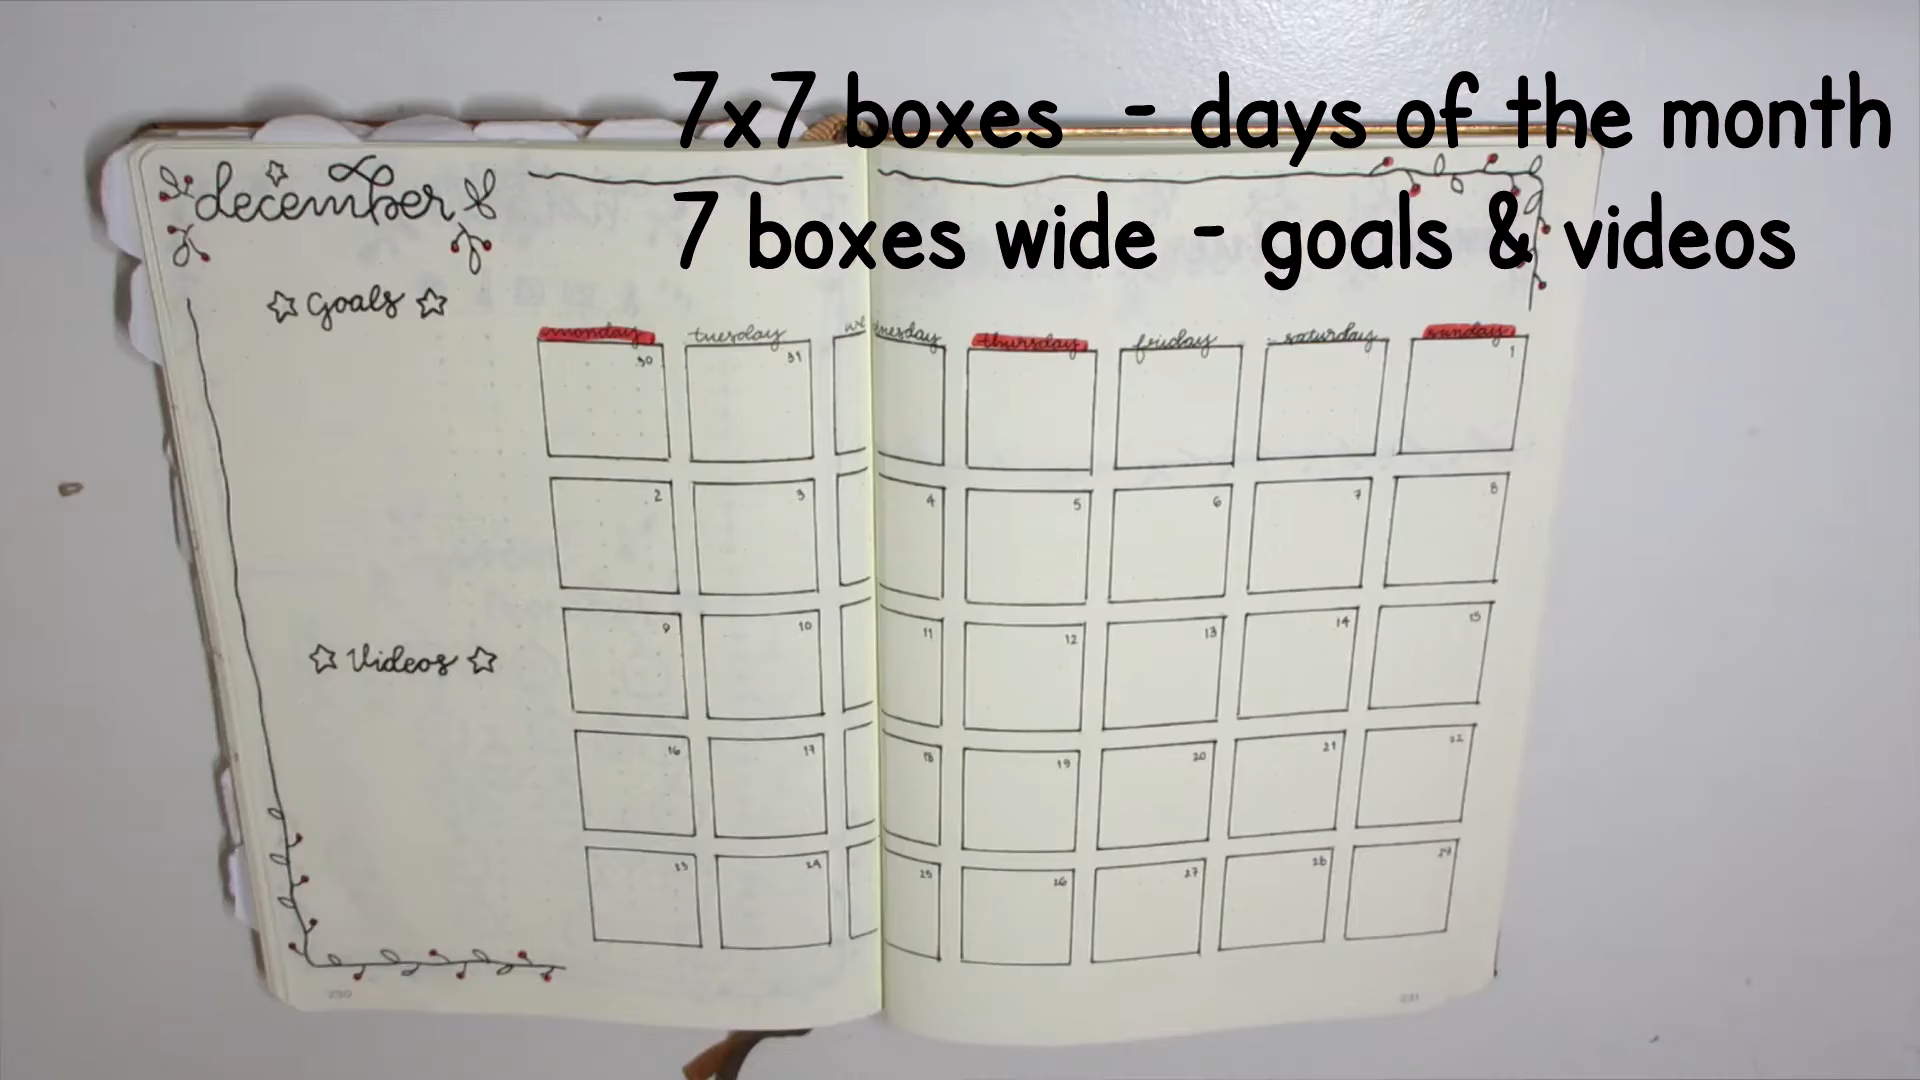 7x7 boxes - days of the month
7 boxes wide - goals & videos
december
Goals
Videos
monday tuesday wednesday thursday friday saturday sunday
30 31 1
2 3 4 5 6 7 8
9 10 11 12 13 14 15
16 17 18 19 20 21 22
23 24 25 26 27 28 29
230 231